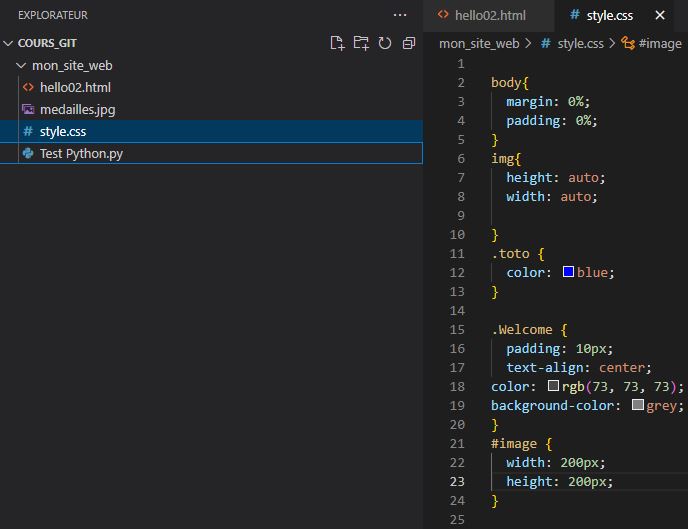 EXPLORATEUR
COURS_GIT
mon_site_web
hello02.html
medailles.jpg
# style.css
Test Python.py
hello02.html # style.css
mon_site_web > # style.css > #image
1
2 body{
3 margin: 0%;
4 padding: 0%;
5 }
6 img{
7 height: auto;
8 width: auto;
9
10 }
11 .toto {
12 color: blue;
13 }
14
15 .Welcome {
16 padding: 10px;
17 text-align: center;
18 color: rgb(73, 73, 73);
19 background-color: grey;
20 }
21 #image {
22 width: 200px;
23 height: 200px;
24 }
25